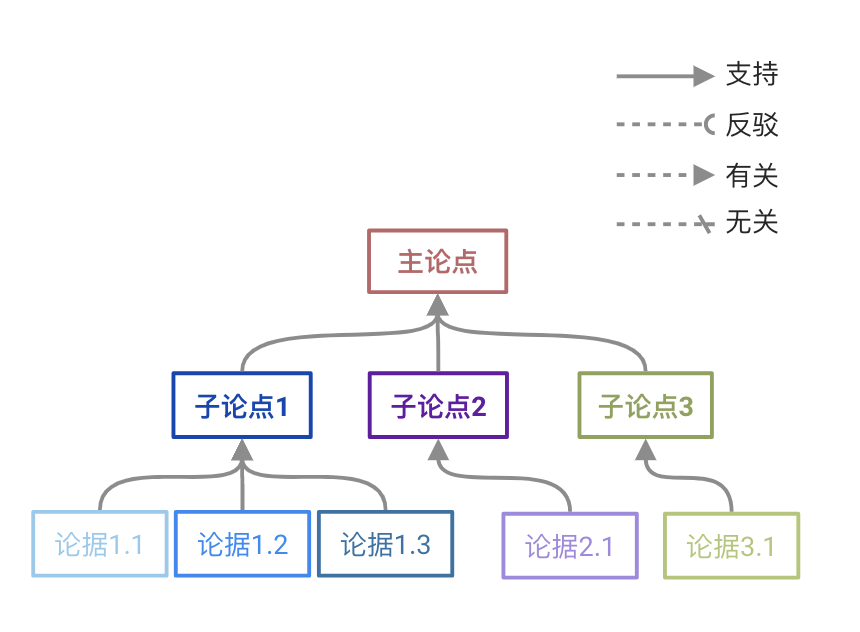 支持
反驳
有关
无关
主论点
子论点1
子论点2
子论点3
论据1.1
论据1.2
论据1.3
论据2.1
论据3.1